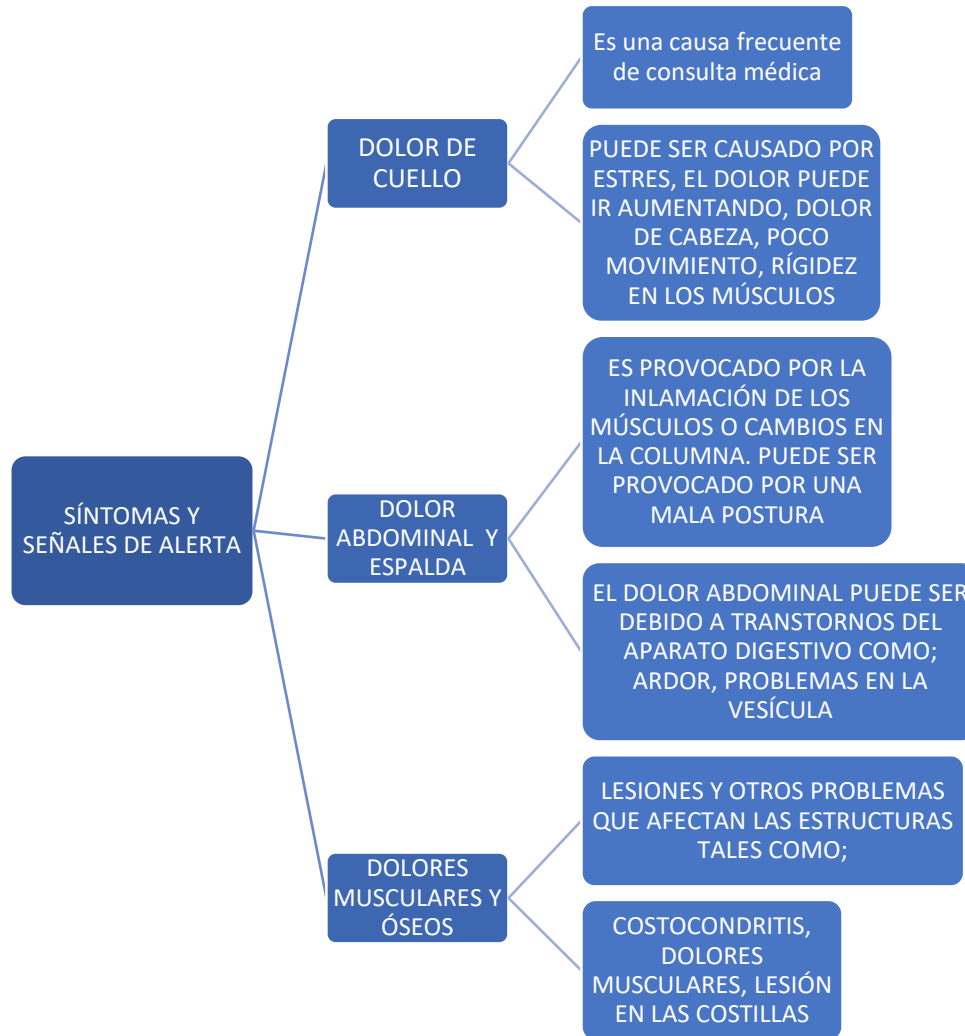 SÍNTOMAS Y
SEÑALES DE ALERTA
DOLOR DE
CUELLO
Es una causa frecuente
de consulta médica
PUEDE SER CAUSADO POR
ESTRES, EL DOLOR PUEDE
IR AUMENTANDO, DOLOR
DE CABEZA, POCO
MOVIMIENTO, RÍGIDEZ
EN LOS MÚSCULOS
DOLOR
ABDOMINAL Y
ESPALDA
ES PROVOCADO POR LA
INLAMACIÓN DE LOS
MÚSCULOS O CAMBIOS EN
LA COLUMNA. PUEDE SER
PROVOCADO POR UNA
MALA POSTURA
EL DOLOR ABDOMINAL PUEDE SER
DEBIDO A TRANSTORNOS DEL
APARATO DIGESTIVO COMO;
ARDOR, PROBLEMAS EN LA
VESÍCULA
DOLORES
MUSCULARES Y
ÓSEOS
LESIONES Y OTROS PROBLEMAS
QUE AFECTAN LAS ESTRUCTURAS
TALES COMO;
COSTOCONDRITIS,
DOLORES
MUSCULARES, LESIÓN
EN LAS COSTILLAS